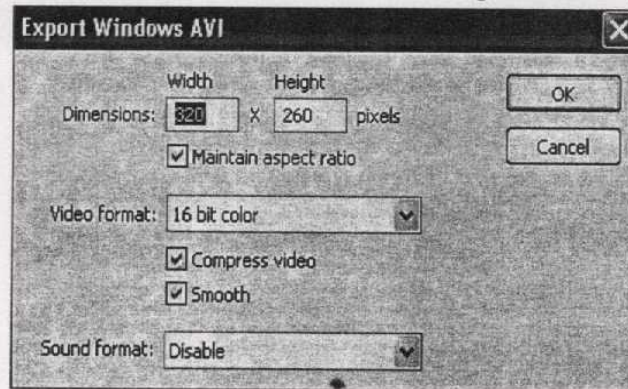 Export Windows AVI
Width Height
Dimensions: 320 X 260 pixels
Maintain aspect ratio
Video format: 16 bit color
Compress video
Smooth
Sound format: Disable
OK
Cancel